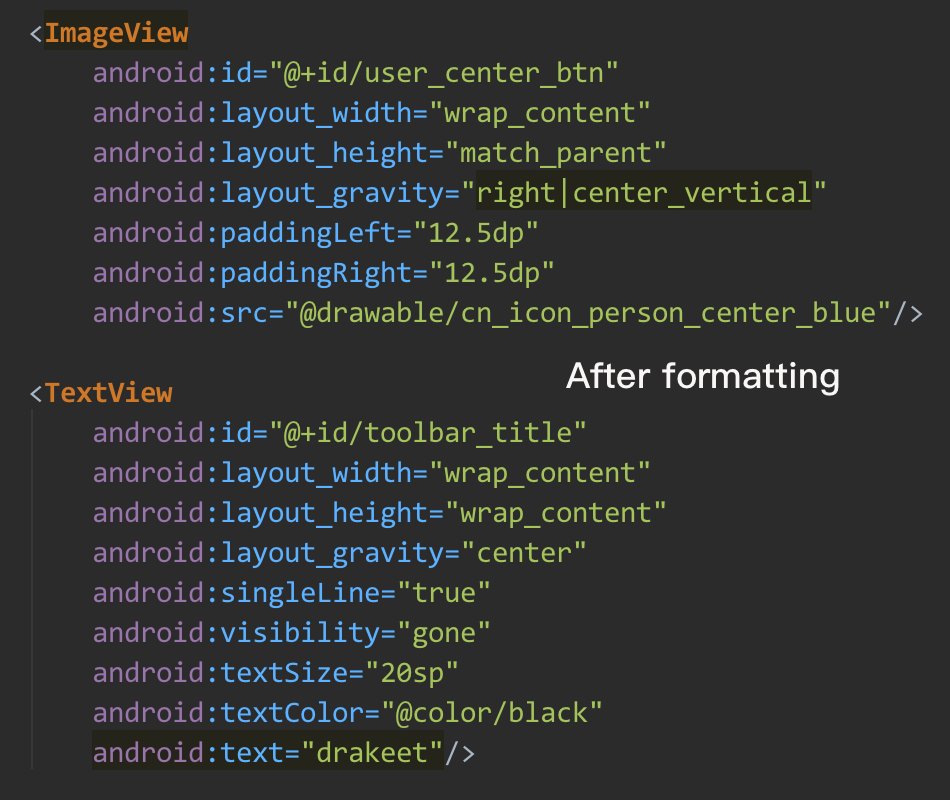 <ImageView
android:id="@+id/user_center_btn"
android:layout_width="wrap_content"
android:layout_height="match_parent"
android:layout_gravity="right|center_vertical"
android:paddingLeft="12.5dp"
android:paddingRight="12.5dp"
android:src="@drawable/cn_icon_person_center_blue"/>
After formatting
<TextView
android:id="@+id/toolbar_title"
android:layout_width="wrap_content"
android:layout_height="wrap_content"
android:layout_gravity="center"
android:singleLine="true"
android:visibility="gone"
android:textSize="20sp"
android:textColor="@color/black"
android:text="drakeet"/>